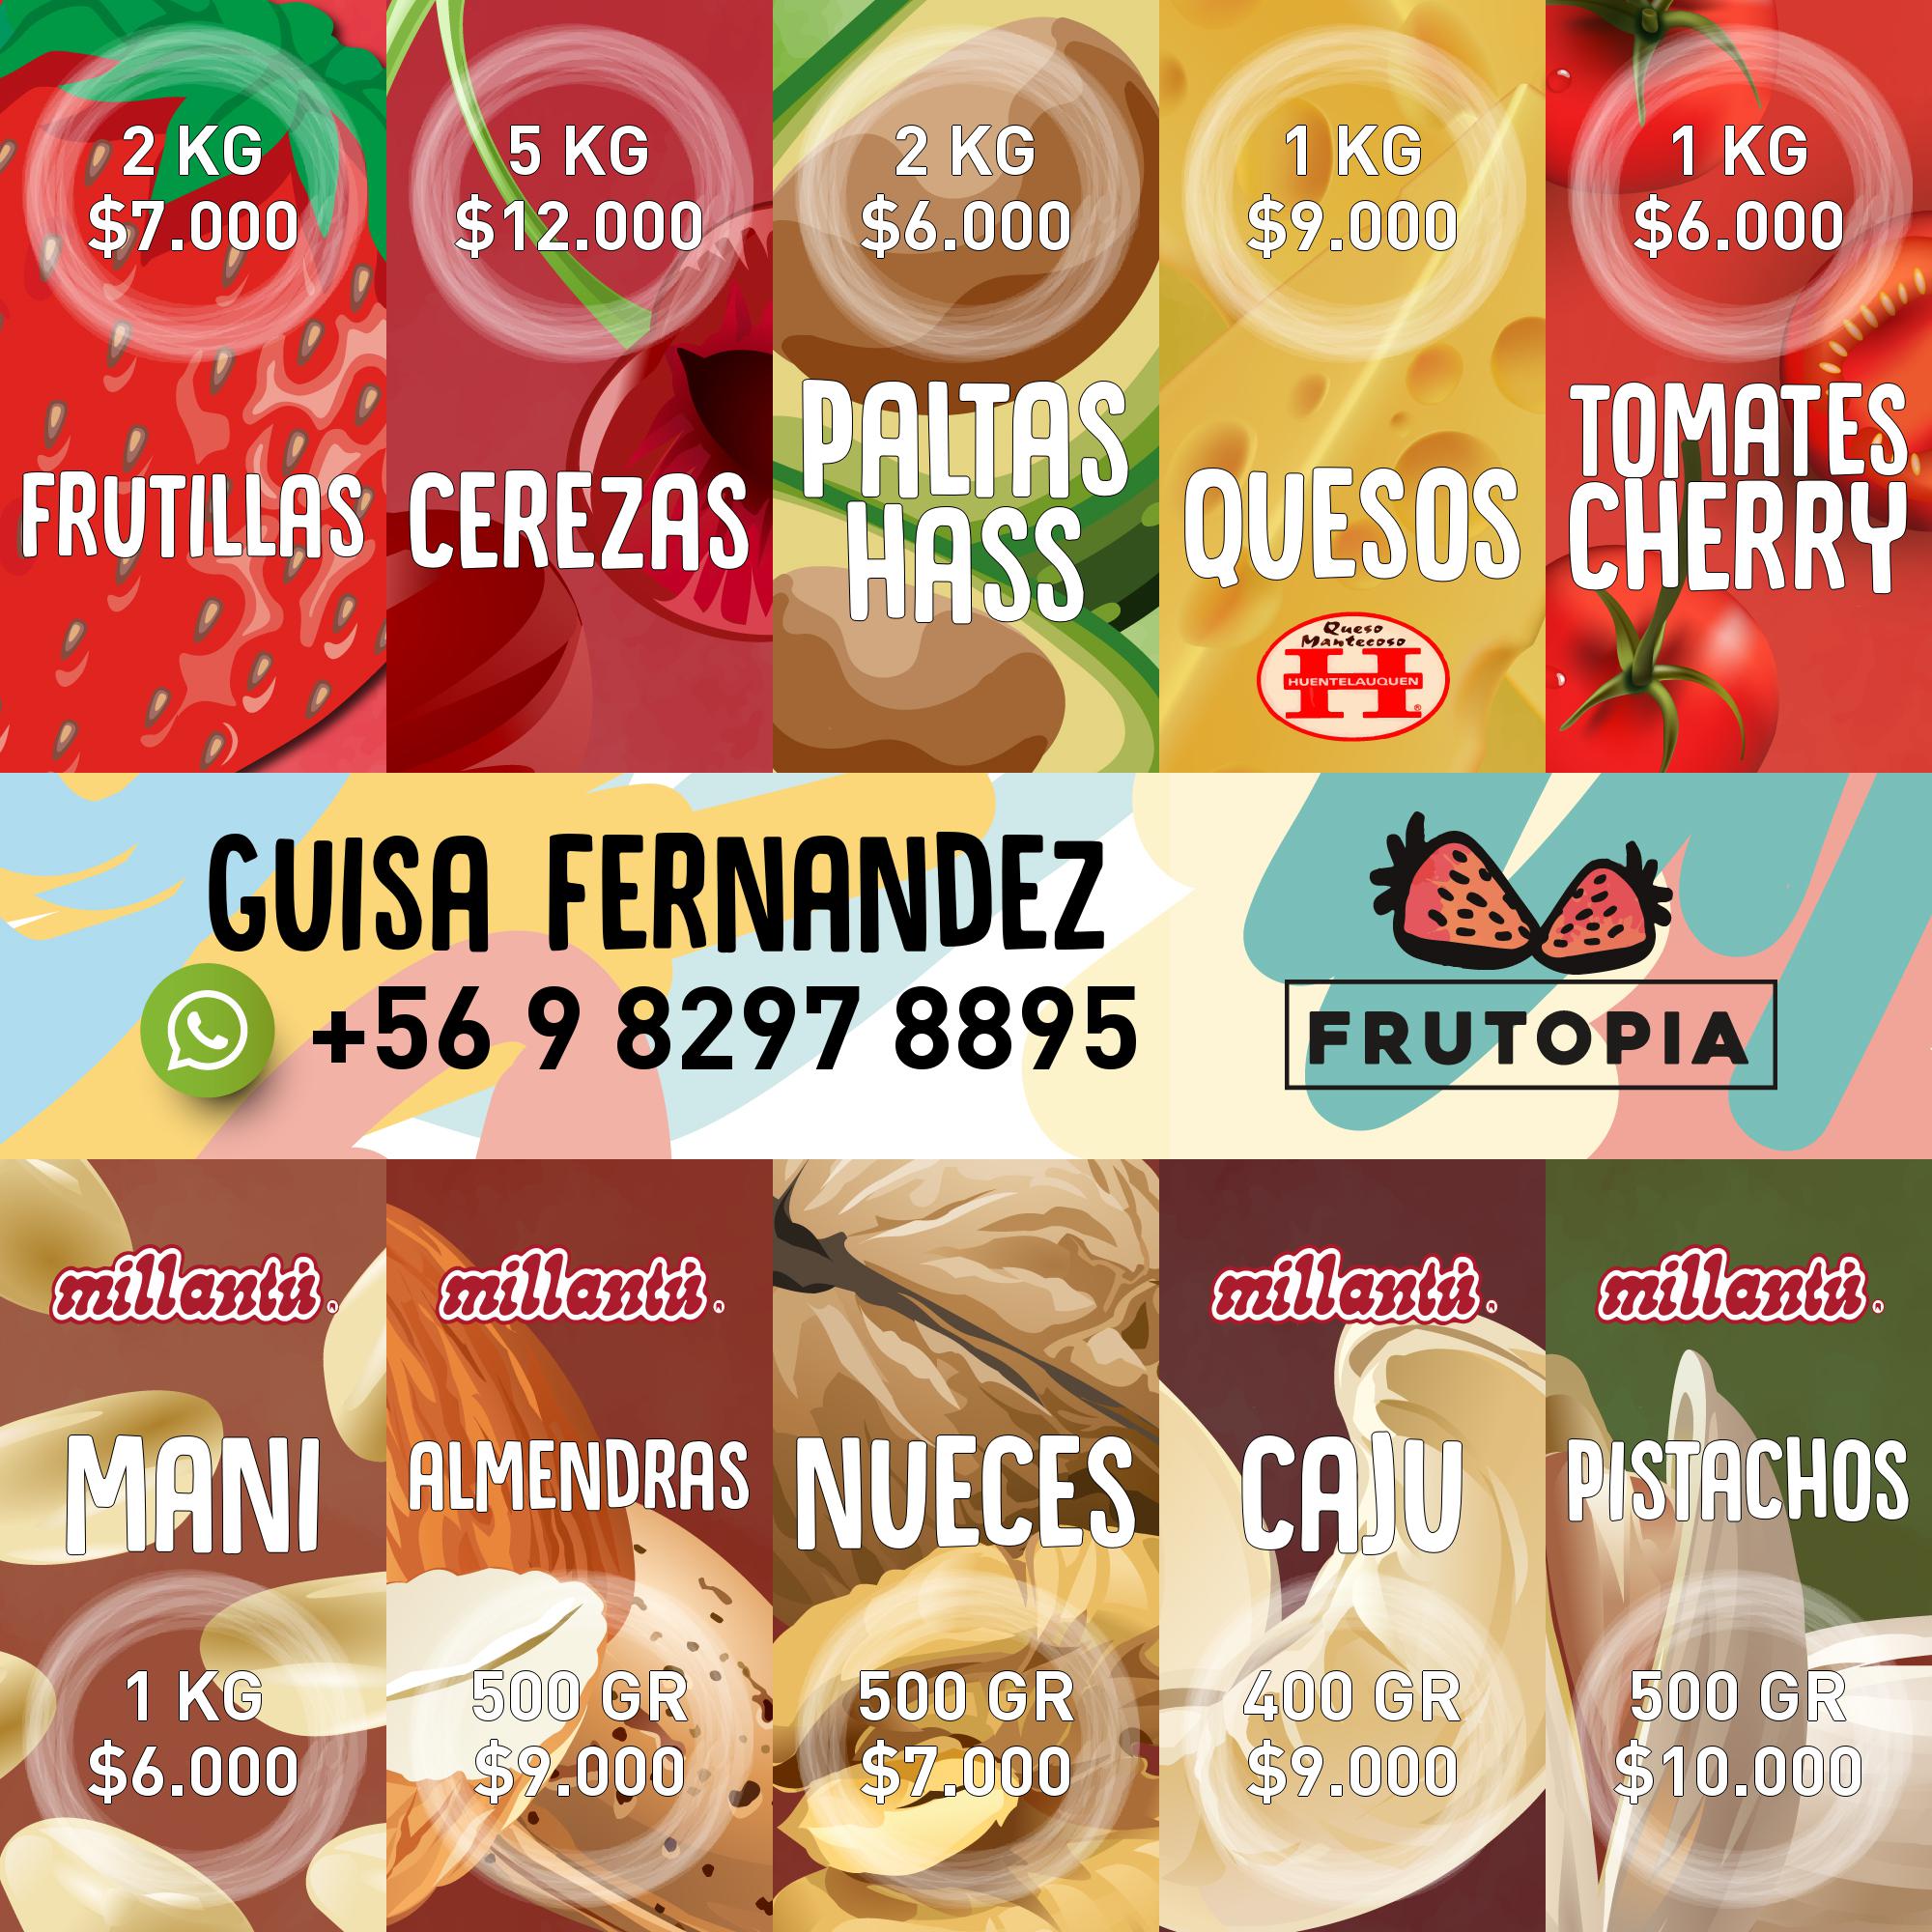 2 KG
$7.000
FRUTILLAS
5 KG
$12.000
CEREZAS
2 KG
$6.000
PALTAS
HASS
1 KG
$9.000
QUESOS
Queso
Mantecoso
H
HUENTELAUQUEN
®
1 KG
$6.000
TOMATES
CHERRY
GUISA FERNANDEZ
+56 9 8297 8895
FRUTOPIA
millantú®
MANI
1 KG
$6.000
millantú®
ALMENDRAS
500 GR
$9.000
NUECES
500 GR
$7.000
millantú®
CAJU
400 GR
$9.000
millantú®
PISTACHOS
500 GR
$10.000